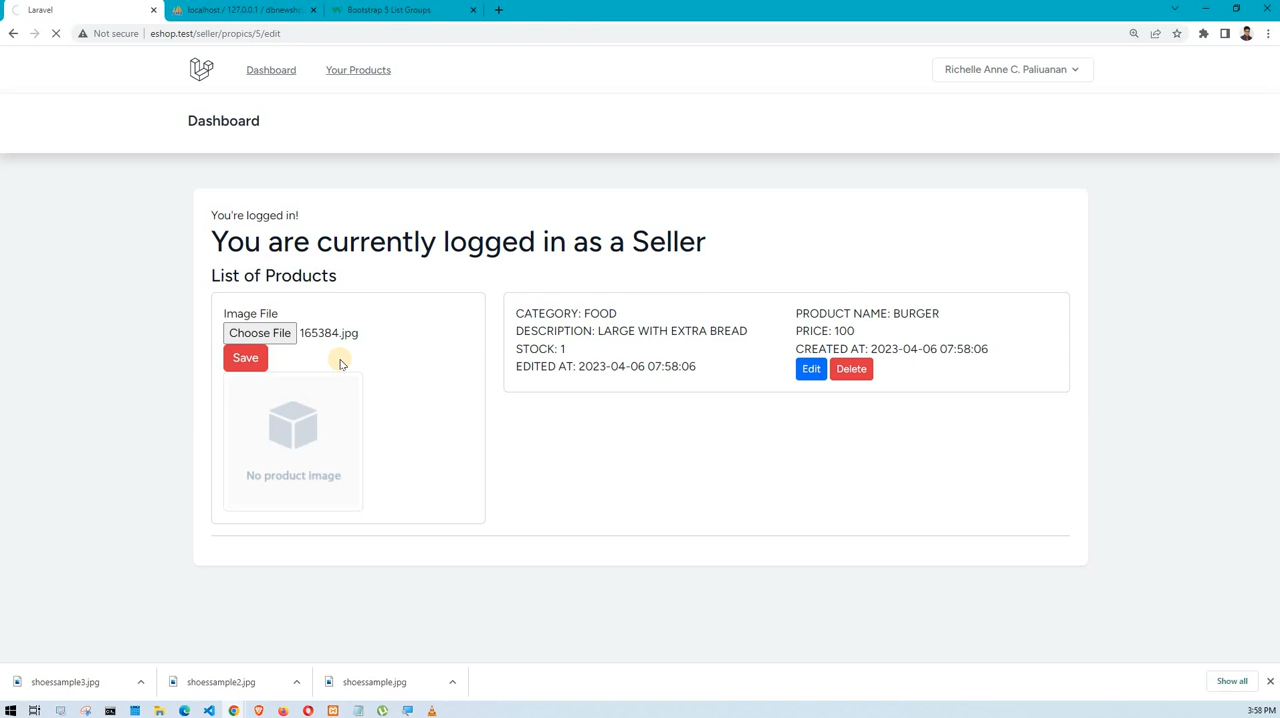 Laravel
localhost / 127.0.0.1 / dbnewsh
Bootstrap 5 List Groups
Not secure
eshop.test/seller/propics/5/edit
Dashboard
Your Products
Richelle Anne C. Paliuanan
Dashboard
You're logged in!
You are currently logged in as a Seller
List of Products
Image File
Choose File 165384.jpg
Save
No product image
CATEGORY: FOOD
DESCRIPTION: LARGE WITH EXTRA BREAD
STOCK: 1
EDITED AT: 2023-04-06 07:58:06
PRODUCT NAME: BURGER
PRICE: 100
CREATED AT: 2023-04-06 07:58:06
Edit Delete
shoessample3.jpg
shoessample2.jpg
shoessample.jpg
Show all
3:58 PM